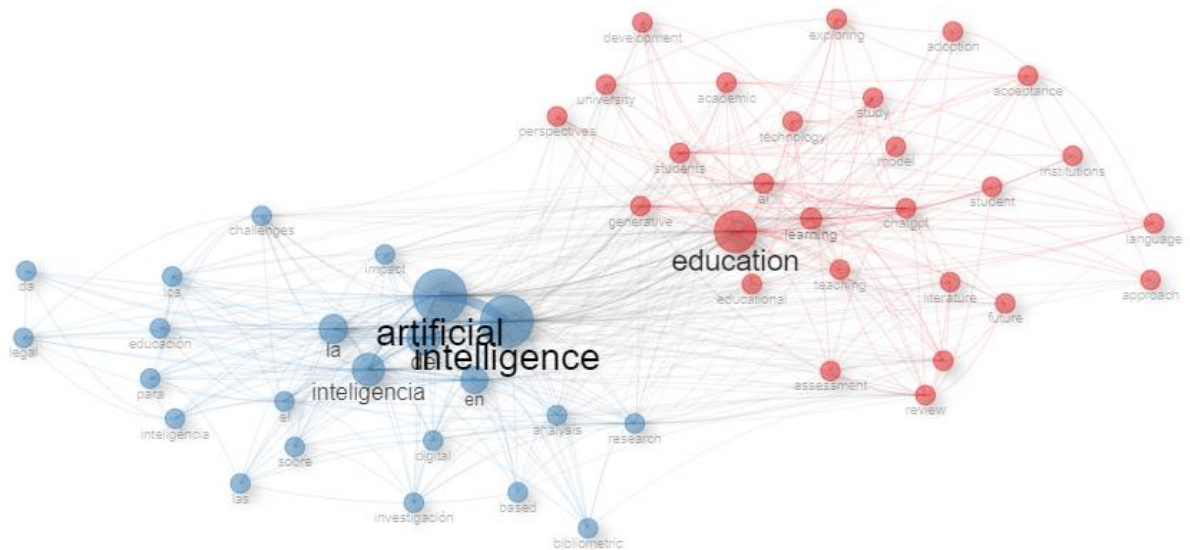 development
exploring
adoption
university
academic
acceptance
study
perspectives
technology
students
model
institutions
ai
student
generative
learning
chatgpt
language
education
teaching
educational
literature
approach
future
assessment
review
challenges
impact
da
legal
educación
artificial
la
intelligence
de
inteligencia
en
para
el
inteligência
analysis
research
sobre
digital
las
investigación
based
bibliometric